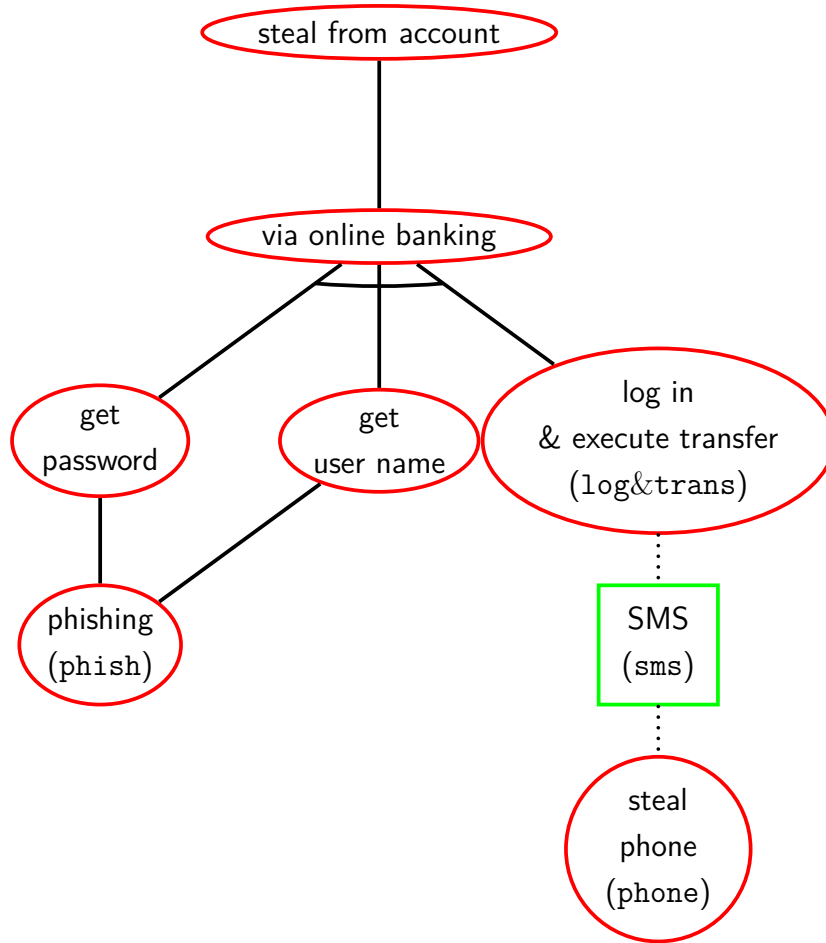 steal from account
via online banking
get
password
get
user name
log in
& execute transfer
(log&trans)
phishing
(phish)
SMS
(sms)
steal
phone
(phone)